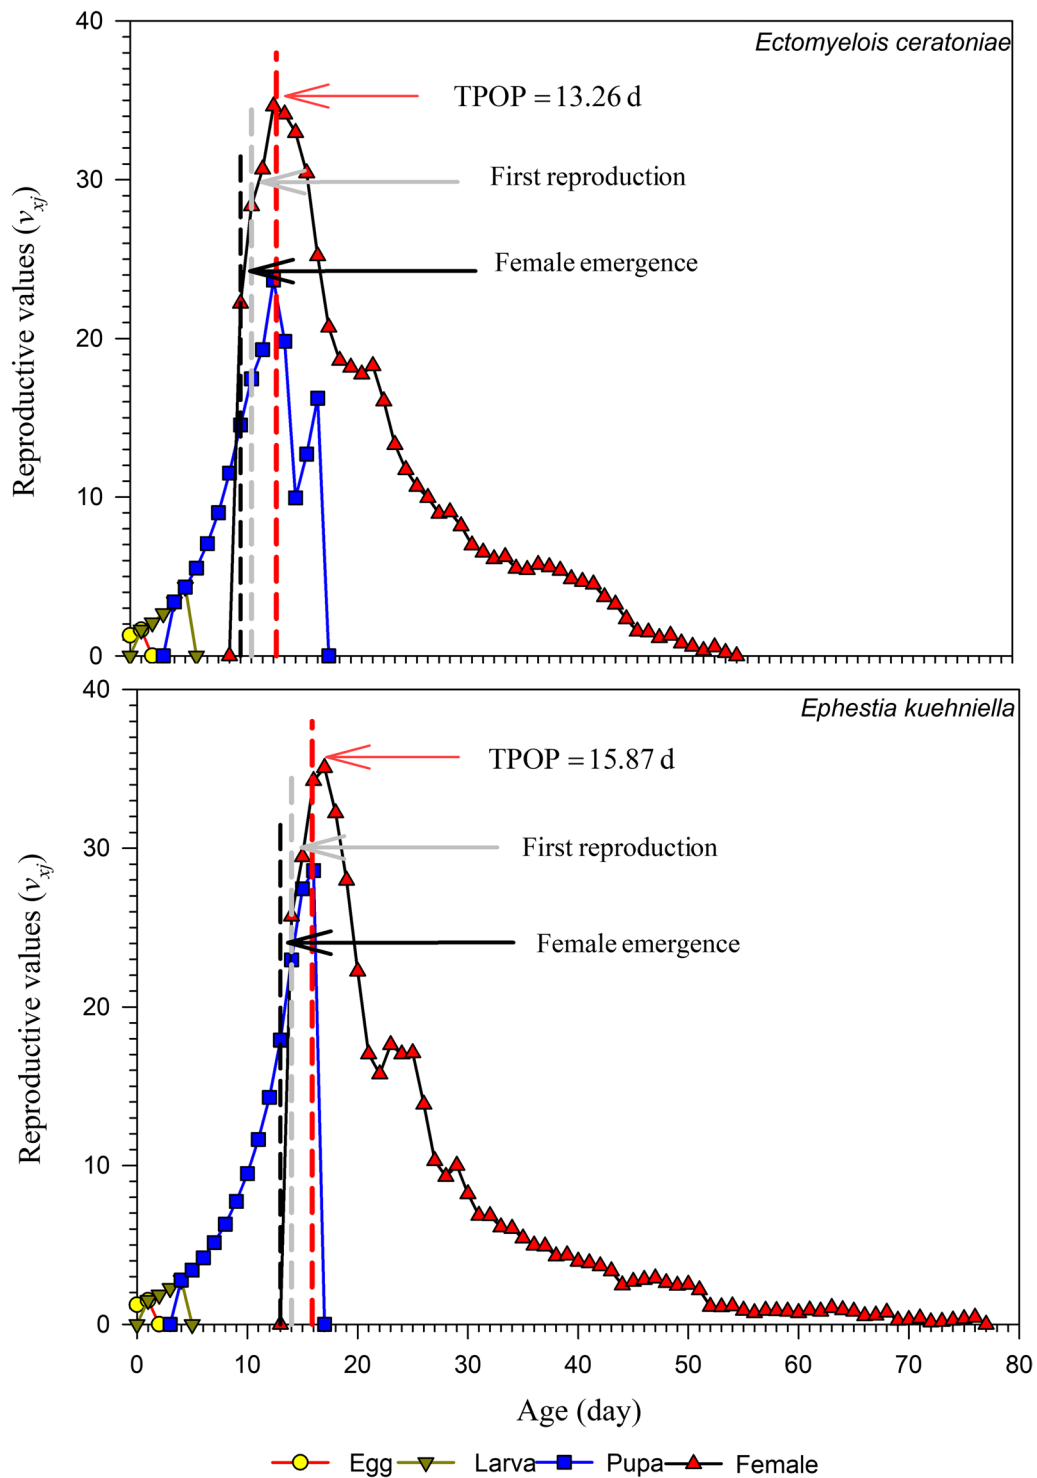 40
Ectomyelois ceratoniae
TPOP = 13.26 d
30
First reproduction
Female emergence
Reproductive values (vxj)
20
10
0
40
Ephestia kuehniella
TPOP = 15.87 d
30
First reproduction
Female emergence
Reproductive values (vxj)
20
10
0
0 10 20 30 40 50 60 70 80
Age (day)
Egg Larva Pupa Female